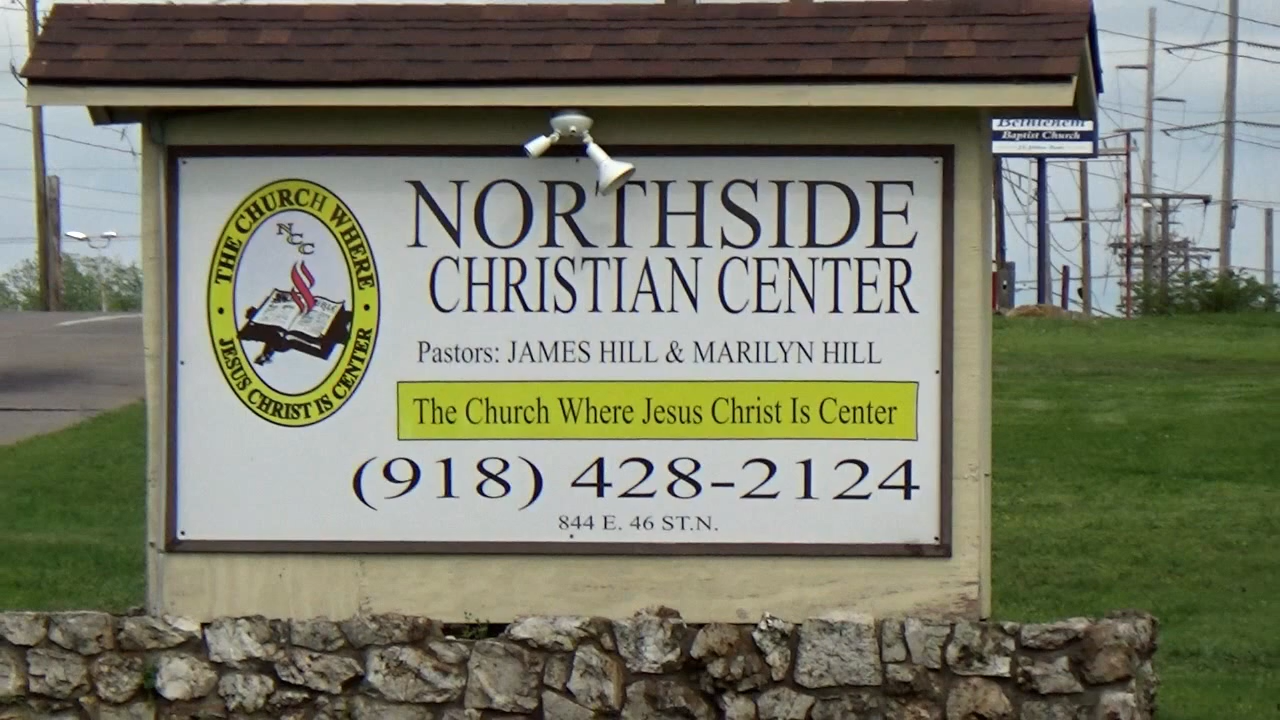 THE CHURCH WHERE
NCC
JESUS CHRIST IS CENTER
NORTHSIDE
CHRISTIAN CENTER
Pastors: JAMES HILL & MARILYN HILL
The Church Where Jesus Christ Is Center
(918) 428-2124
844 E. 46 ST.N.
Bethlehem
Baptist Church